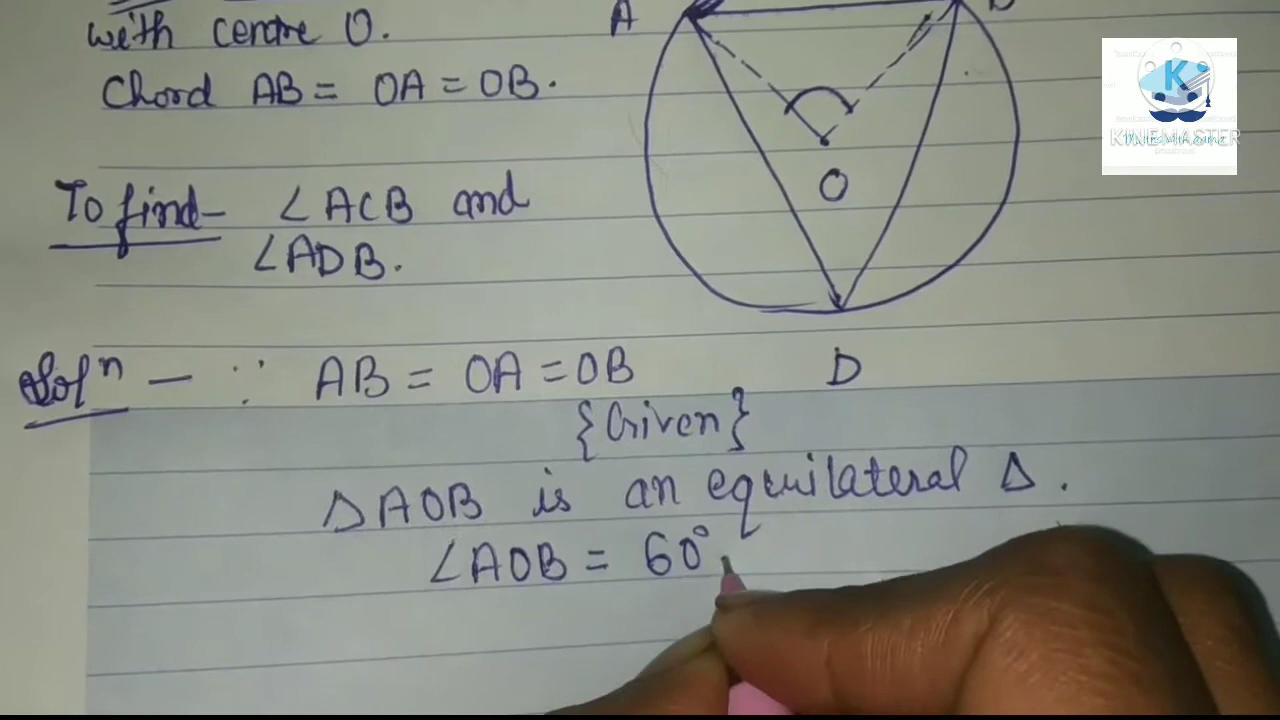 with centre O.
Chord AB = OA = OB.
To find - ∠ACB and
∠ADB.
A
O
D
Solⁿ - ∵ AB = OA = OB
{Given}
△AOB is an equilateral △.
∠AOB = 60°
K
KINEMASTER